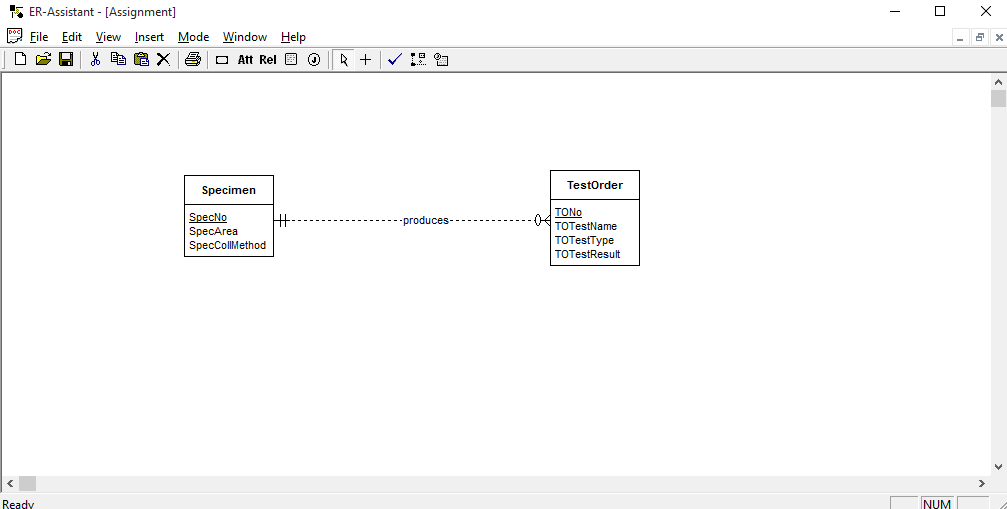 ER-Assistant - [Assignment]
File Edit View Insert Mode Window Help
Att Rel
Specimen
SpecNo
SpecArea
SpecCollMethod
produces
TestOrder
TONo
TOTestName
TOTestType
TOTestResult
Ready
NUM